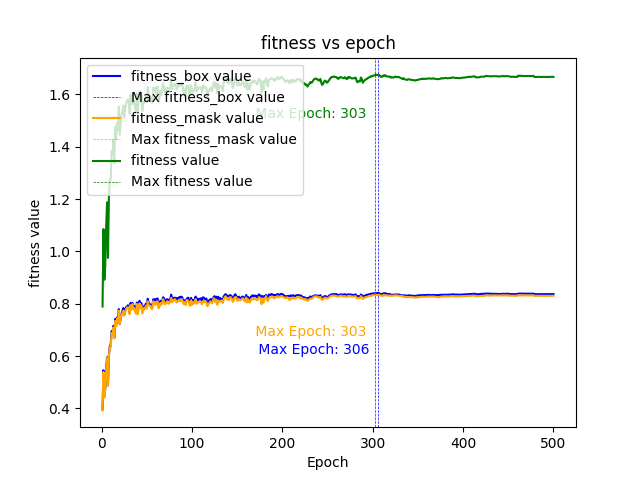 fitness vs epoch
fitness_box value
Max fitness_box value
fitness_mask value
Max fitness_mask value
fitness value
Max fitness value
Max Epoch: 303
Max Epoch: 303
Max Epoch: 306
fitness value
1.6
1.4
1.2
1.0
0.8
0.6
0.4
0
100
200
300
400
500
Epoch